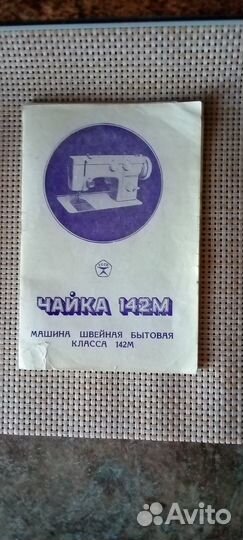 ЧАЙКА 142М
МАШИНА ШВЕЙНАЯ БЫТОВАЯ
КЛАССА 142М
Avito